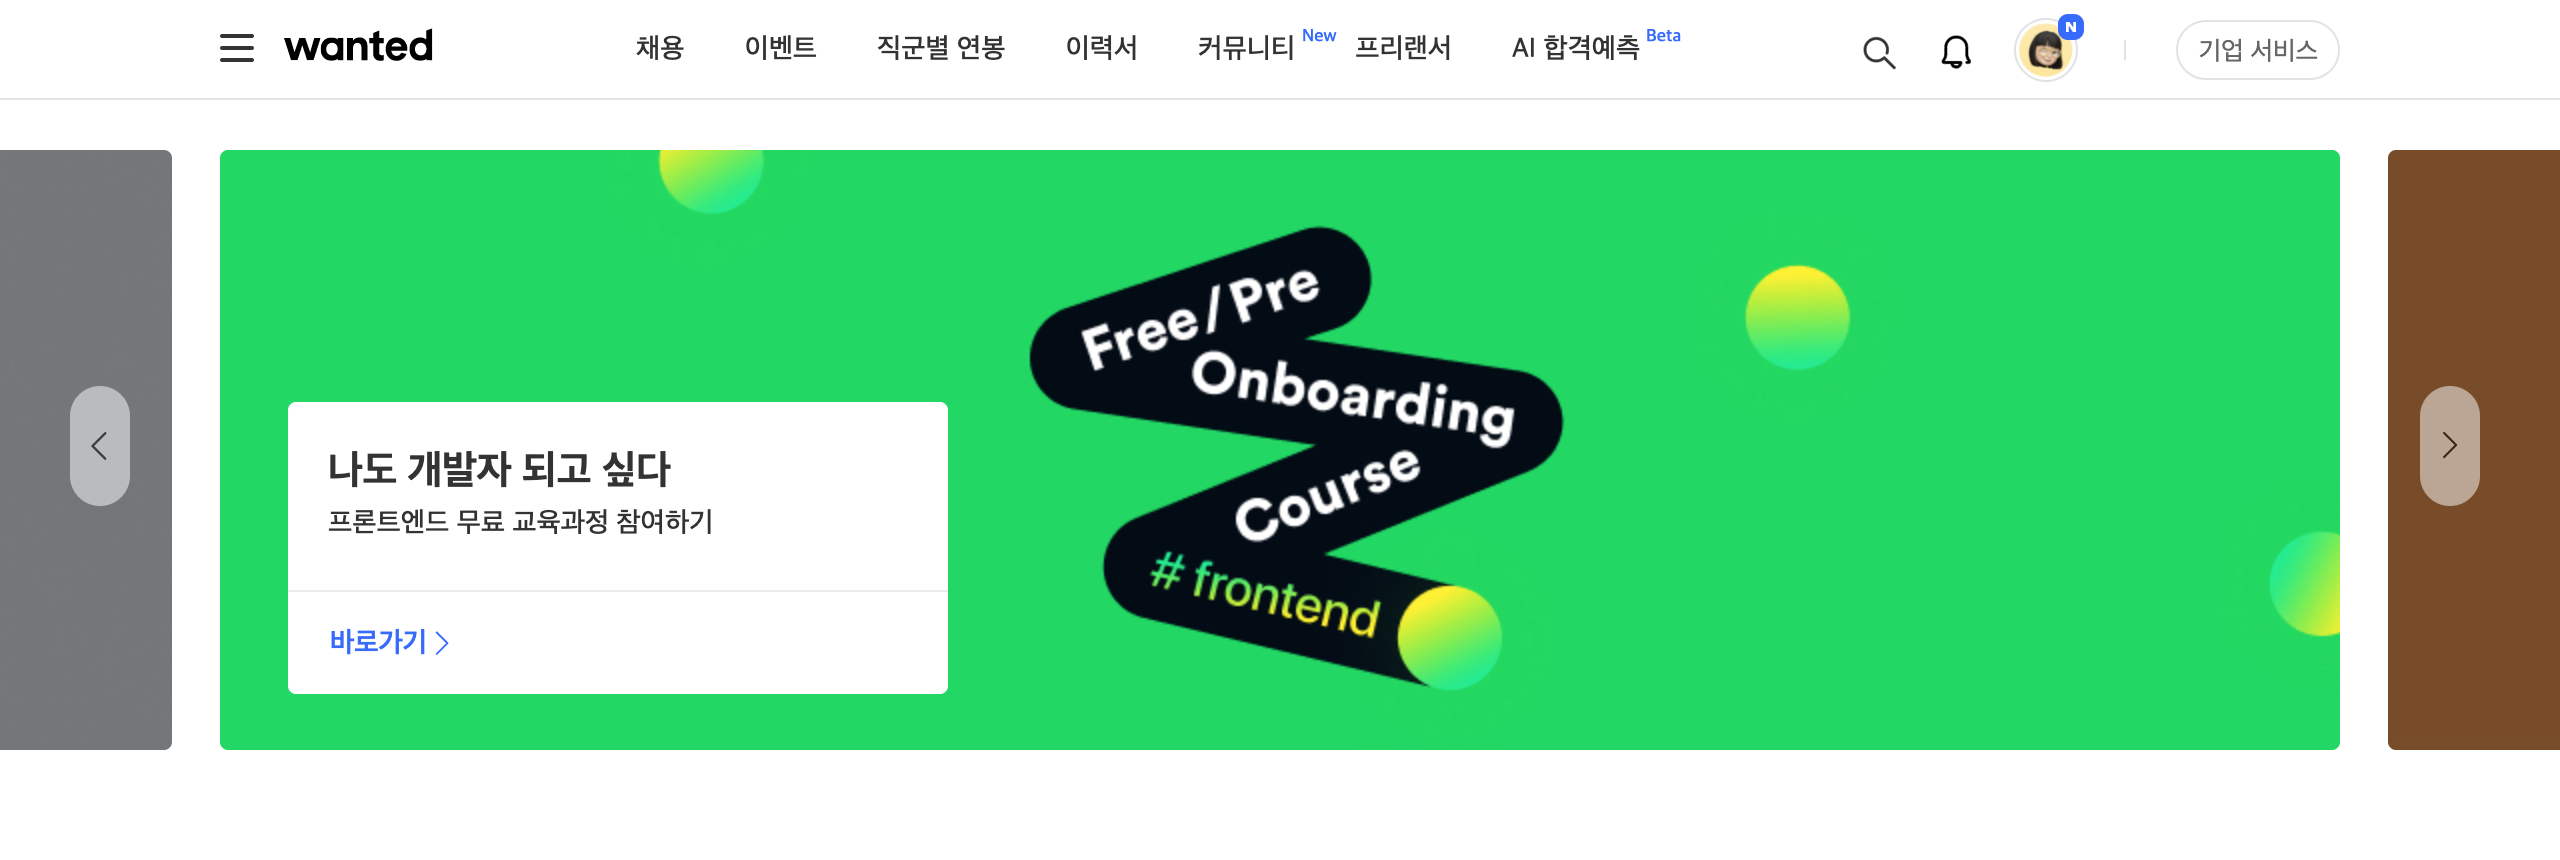 wanted
채용
이벤트
직군별 연봉
이력서
커뮤니티 New
프리랜서
AI 합격예측 Beta
N
기업 서비스
Free/Pre
Onboarding
Course
# frontend
나도 개발자 되고 싶다
프론트엔드 무료 교육과정 참여하기
바로가기